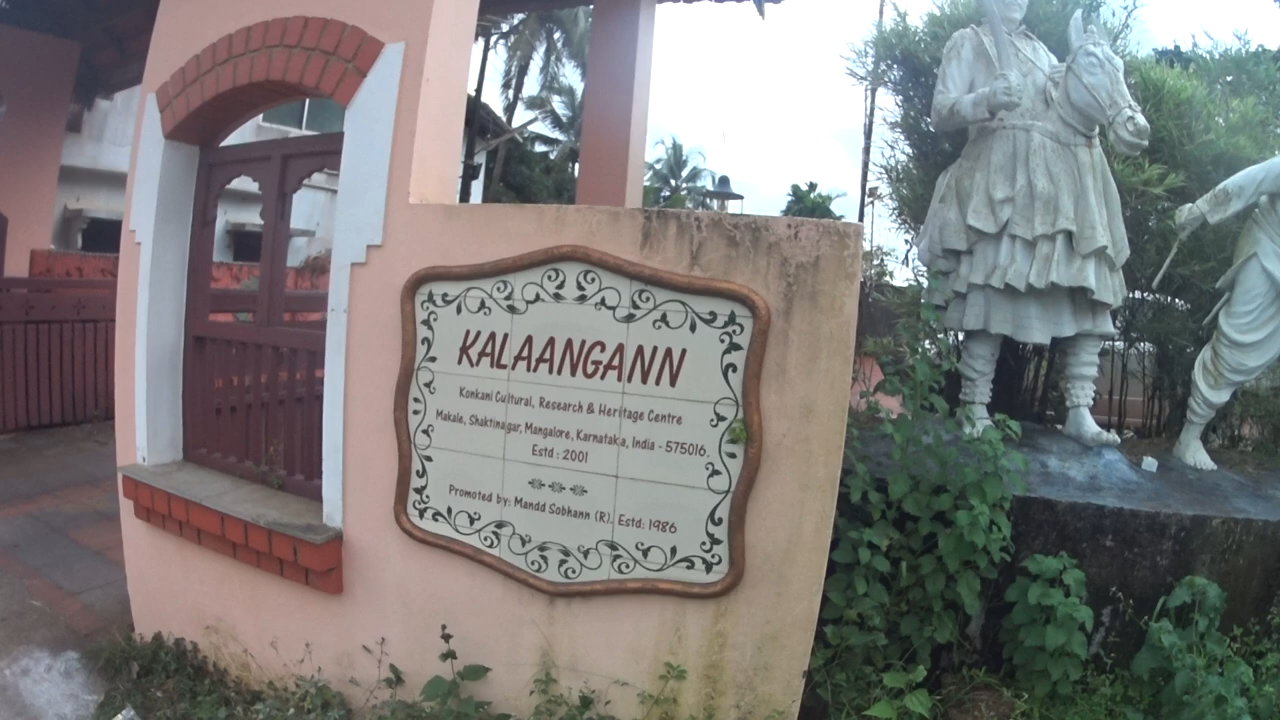 KALAANGANN
Konkani Cultural, Research & Heritage Centre
Makale, Shaktinagar, Mangalore, Karnataka, India - 575016.
Estd : 2001
Promoted by: Mandd Sobhann (R). Estd: 1986